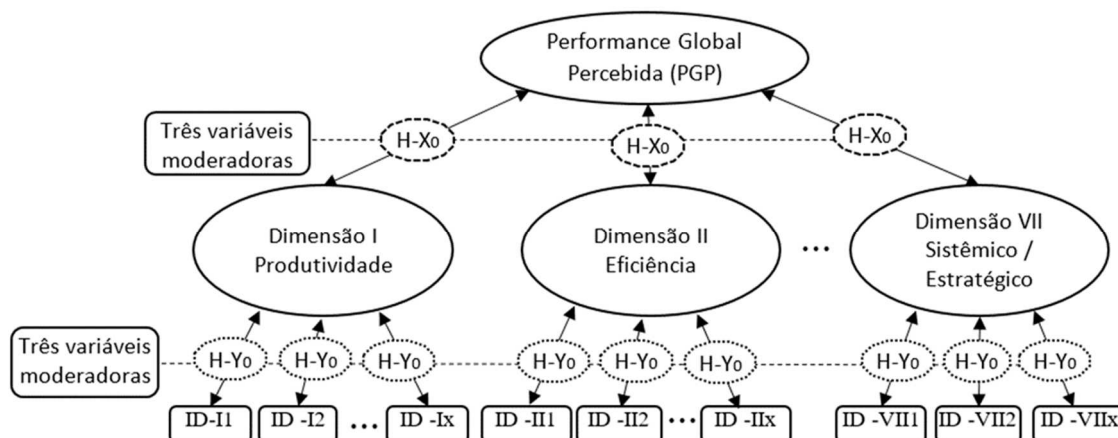 Performance Global
Percebida (PGP)
Três variáveis
moderadoras
H-X0
H-X0
H-X0
Dimensão I
Produtividade
Dimensão II
Eficiência
...
Dimensão VII
Sistêmico /
Estratégico
Três variáveis
moderadoras
H-Y0
H-Y0
H-Y0
H-Y0
H-Y0
H-Y0
H-Y0
H-Y0
H-Y0
ID-I1
ID -I2
...
ID -Ix
ID -II1
ID -II2
...
ID -IIx
ID -VII1
ID -VII2
ID -VIIx